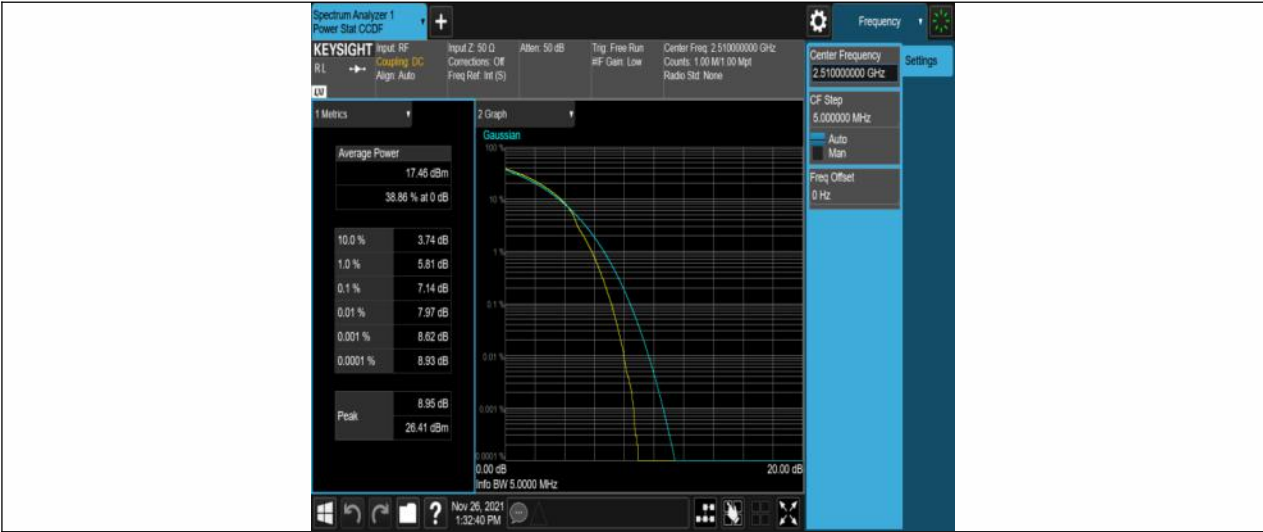 Spectrum Analyzer 1
Power Stat CCDF
+
Frequency
KEYSIGHT
RL
LVI
Input: RF
Coupling: DC
Align: Auto
Input Z: 50 Ω
Corrections: Off
Freq Ref: Int (S)
Atten: 50 dB
Trig: Free Run
#IF Gain: Low
Center Freq: 2.510000000 GHz
Counts: 1.00 M/1.00 Mpt
Radio Std: None
Center Frequency
2.510000000 GHz
Settings
CF Step
5.000000 MHz
Auto
Man
Freq Offset
0 Hz
1 Metrics
Average Power
17.46 dBm
38.86 % at 0 dB
10.0 % 3.74 dB
1.0 % 5.81 dB
0.1 % 7.14 dB
0.01 % 7.97 dB
0.001 % 8.62 dB
0.0001 % 8.93 dB
Peak
8.95 dB
26.41 dBm
2 Graph
Gaussian
100 %
10 %
1 %
0.1 %
0.01 %
0.001 %
0.0001 %
0.00 dB 20.00 dB
Info BW 5.0000 MHz
?
Nov 26, 2021
1:32:40 PM